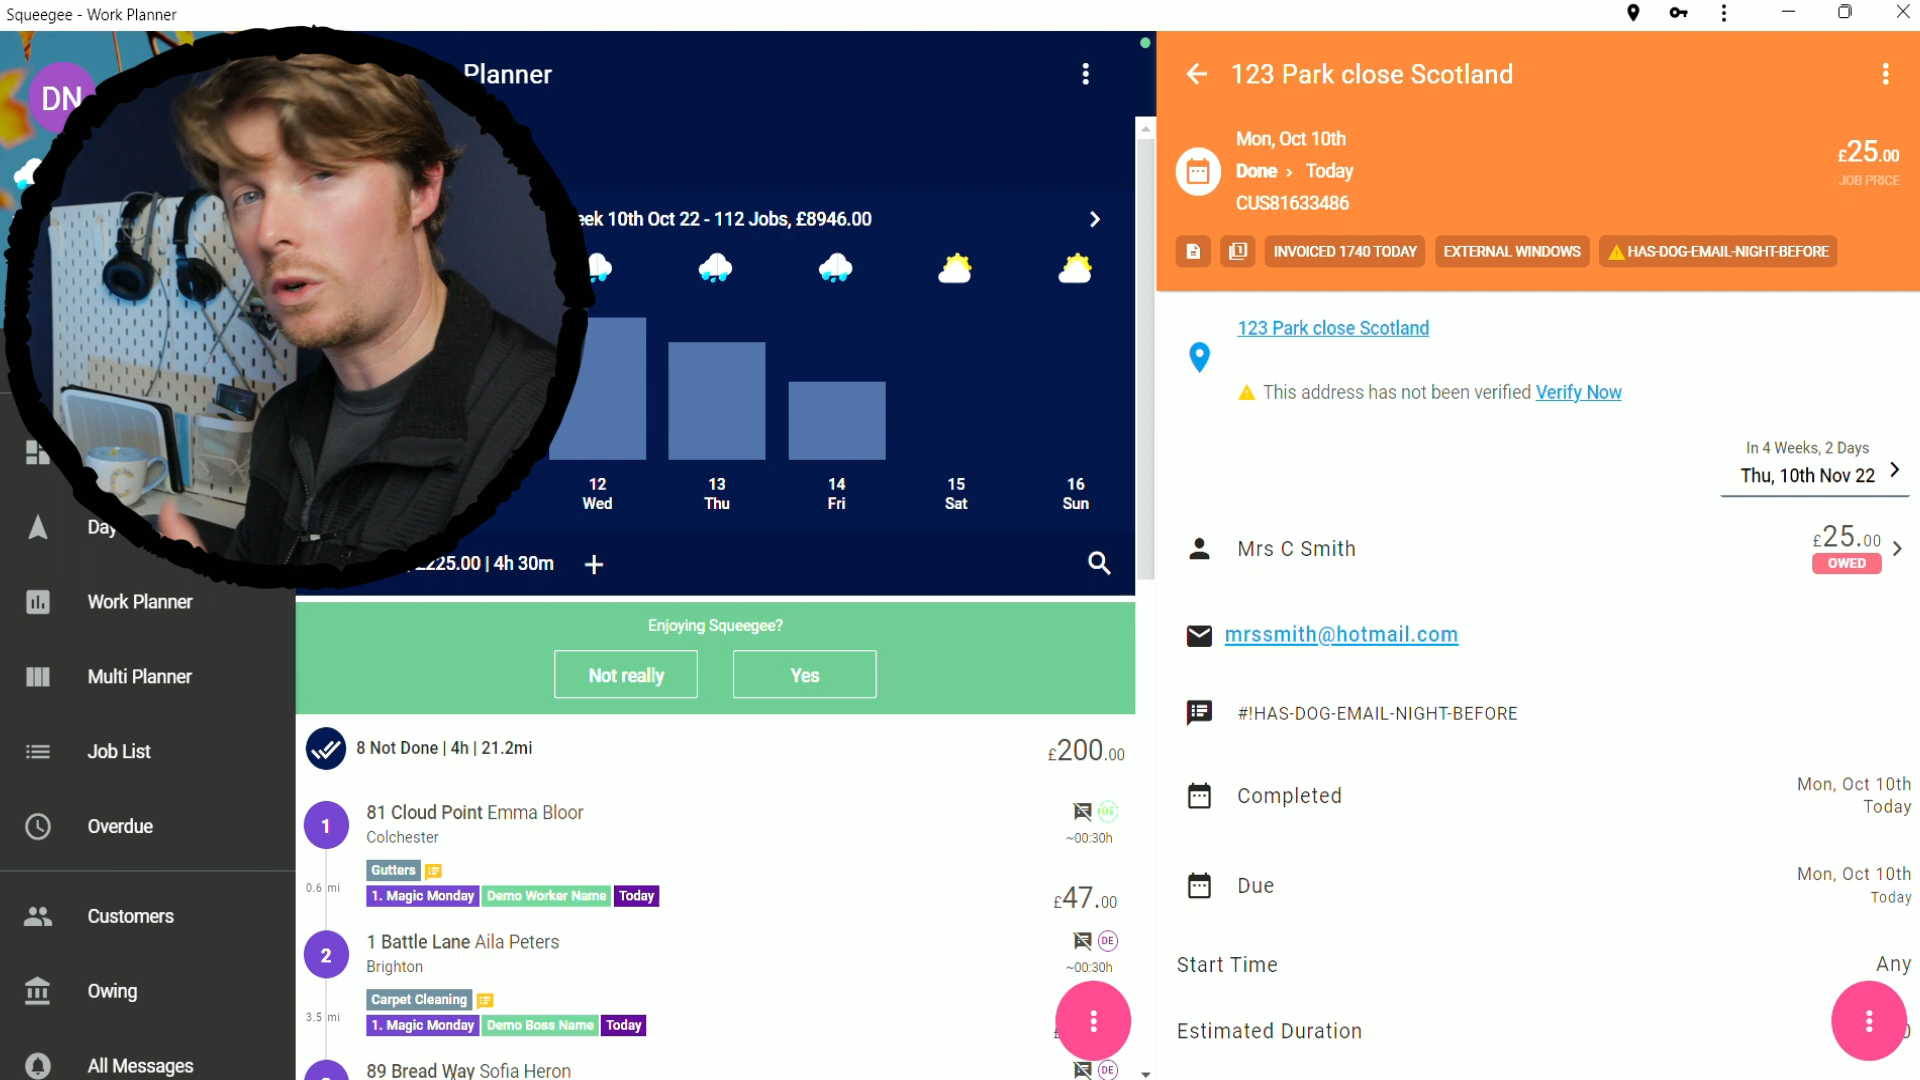 Squeegee - Work Planner
DN
Planner
eek 10th Oct 22 - 112 Jobs, £8946.00
12
Wed
13
Thu
14
Fri
15
Sat
16
Sun
£225.00 | 4h 30m
Enjoying Squeegee?
Not really
Yes
8 Not Done | 4h | 21.2mi
£200.00
1
81 Cloud Point Emma Bloor
Colchester
~00:30h
Gutters
0.6 mi
1. Magic Monday
Demo Worker Name
Today
£47.00
2
1 Battle Lane Aila Peters
DE
Brighton
~00:30h
Carpet Cleaning
3.5 mi
1. Magic Monday
Demo Boss Name
Today
89 Bread Way Sofia Heron
DE
Day
Work Planner
Multi Planner
Job List
Overdue
Customers
Owing
All Messages
123 Park close Scotland
Mon, Oct 10th
Done > Today
CUS81633486
£25.00
JOB PRICE
INVOICED 1740 TODAY
EXTERNAL WINDOWS
HAS-DOG-EMAIL-NIGHT-BEFORE
123 Park close Scotland
This address has not been verified Verify Now
In 4 Weeks, 2 Days
Thu, 10th Nov 22
Mrs C Smith
£25.00
OWED
mrssmith@hotmail.com
#!HAS-DOG-EMAIL-NIGHT-BEFORE
Completed
Mon, Oct 10th
Today
Due
Mon, Oct 10th
Today
Start Time
Any
Estimated Duration